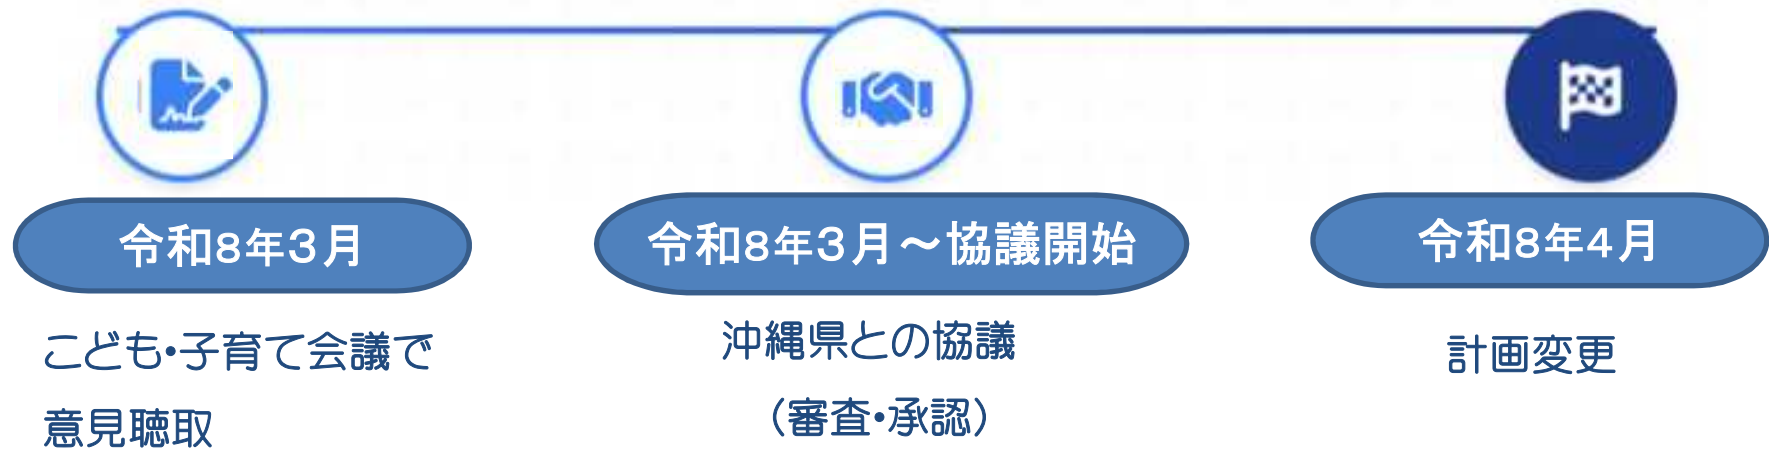 令和8年3月
こども・子育て会議で
意見聴取
令和8年3月～協議開始
沖縄県との協議
（審査・承認）
令和8年4月
計画変更